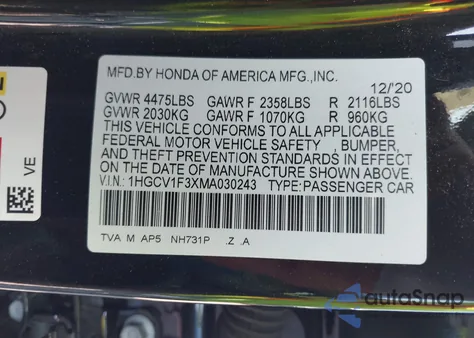 MFD.BY HONDA OF AMERICA MFG.,INC.
12/'20
GVWR 4475LBS GAWR F 2358LBS R 2116LBS
GVWR 2030KG GAWR F 1070KG R 960KG
THIS VEHICLE CONFORMS TO ALL APPLICABLE
FEDERAL MOTOR VEHICLE SAFETY , BUMPER,
AND THEFT PREVENTION STANDARDS IN EFFECT
ON THE DATE OF MANUFACTURE SHOWN ABOVE.
V.I.N: 1HGCV1F3XMA030243 TYPE:PASSENGER CAR
TVA M AP5 NH731P .Z .A
VE
autoSnap